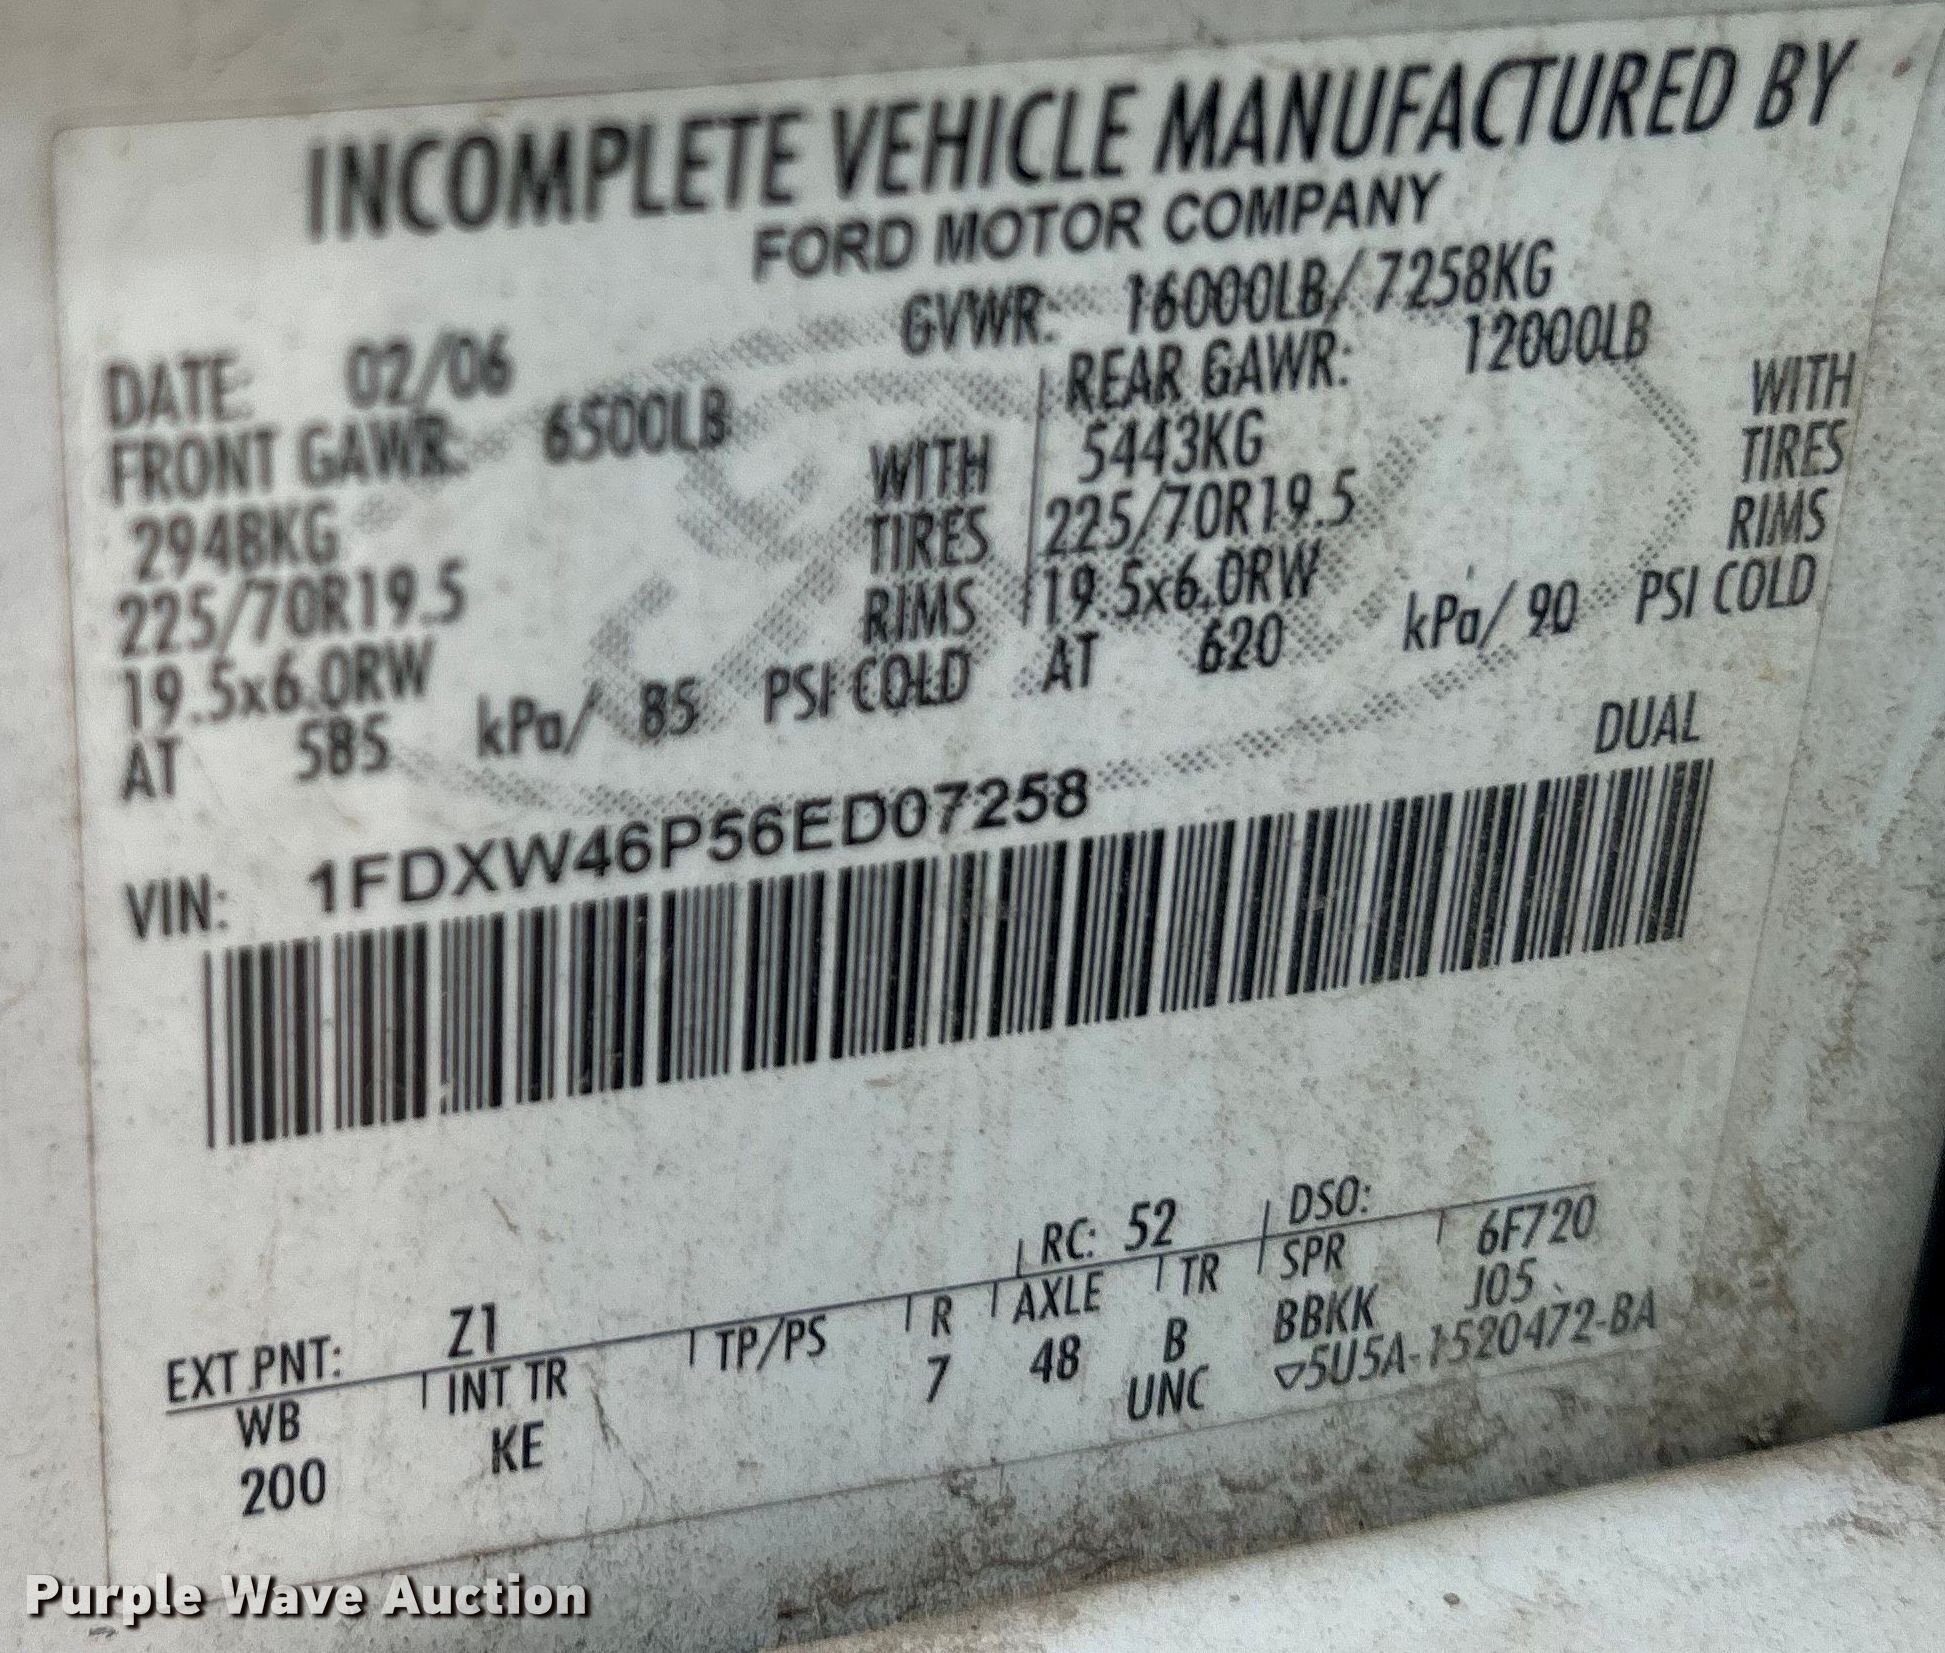 INCOMPLETE VEHICLE MANUFACTURED BY
FORD MOTOR COMPANY
DATE: 02/06 GVWR: 16000LB/ 7258KG
FRONT GAWR: 6500LB REAR GAWR: 12000LB
2948KG WITH 5443KG WITH
225/70R19.5 TIRES 225/70R19.5 TIRES
19.5x6.0RW RIMS 19.5x6.0RW RIMS
AT 585 kPa/ 85 PSI COLD AT 620 kPa/ 90 PSI COLD
DUAL
VIN: 1FDXW46P56ED07258
EXT PNT: Z1 RC: 52 DSO:
WB INT TR TP/PS R AXLE TR SPR 6F720
200 KE 7 48 B BBKK J05
UNC ▽5U5A-1520472-BA
Purple Wave Auction